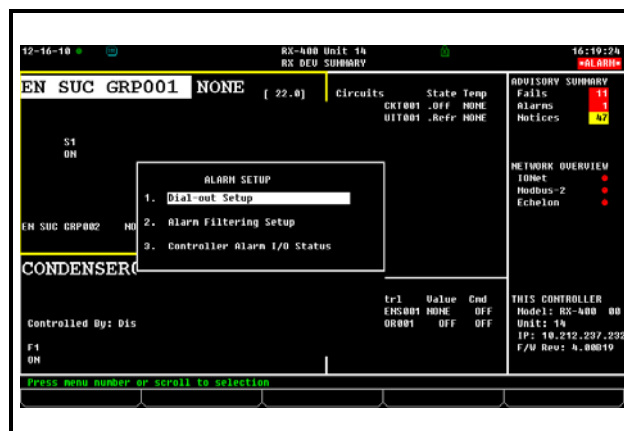 12-16-10
RX-400 Unit 14
16:19:24
RX DEV SUMMARY
*ALARM*
EN SUC GRP001 NONE [ 22.0]
S1
ON
EN SUC GRP002 NO
Circuits State Temp
CKT001 .Off NONE
UIT001 .Refr NONE
ADVISORY SUMMARY
Fails 11
Alarms 1
Notices 47
NETWORK OVERVIEW
IONet
Modbus-2
Echelon
ALARM SETUP
1. Dial-out Setup
2. Alarm Filtering Setup
3. Controller Alarm I/O Status
CONDENSER
Controlled By: Dis
F1
ON
trl Value Cmd
ENS001 NONE OFF
OR001 OFF OFF
THIS CONTROLLER
Model: RX-400 00
Unit: 14
IP: 10.212.237.232
F/W Rev: 4.00B19
Press menu number or scroll to selection